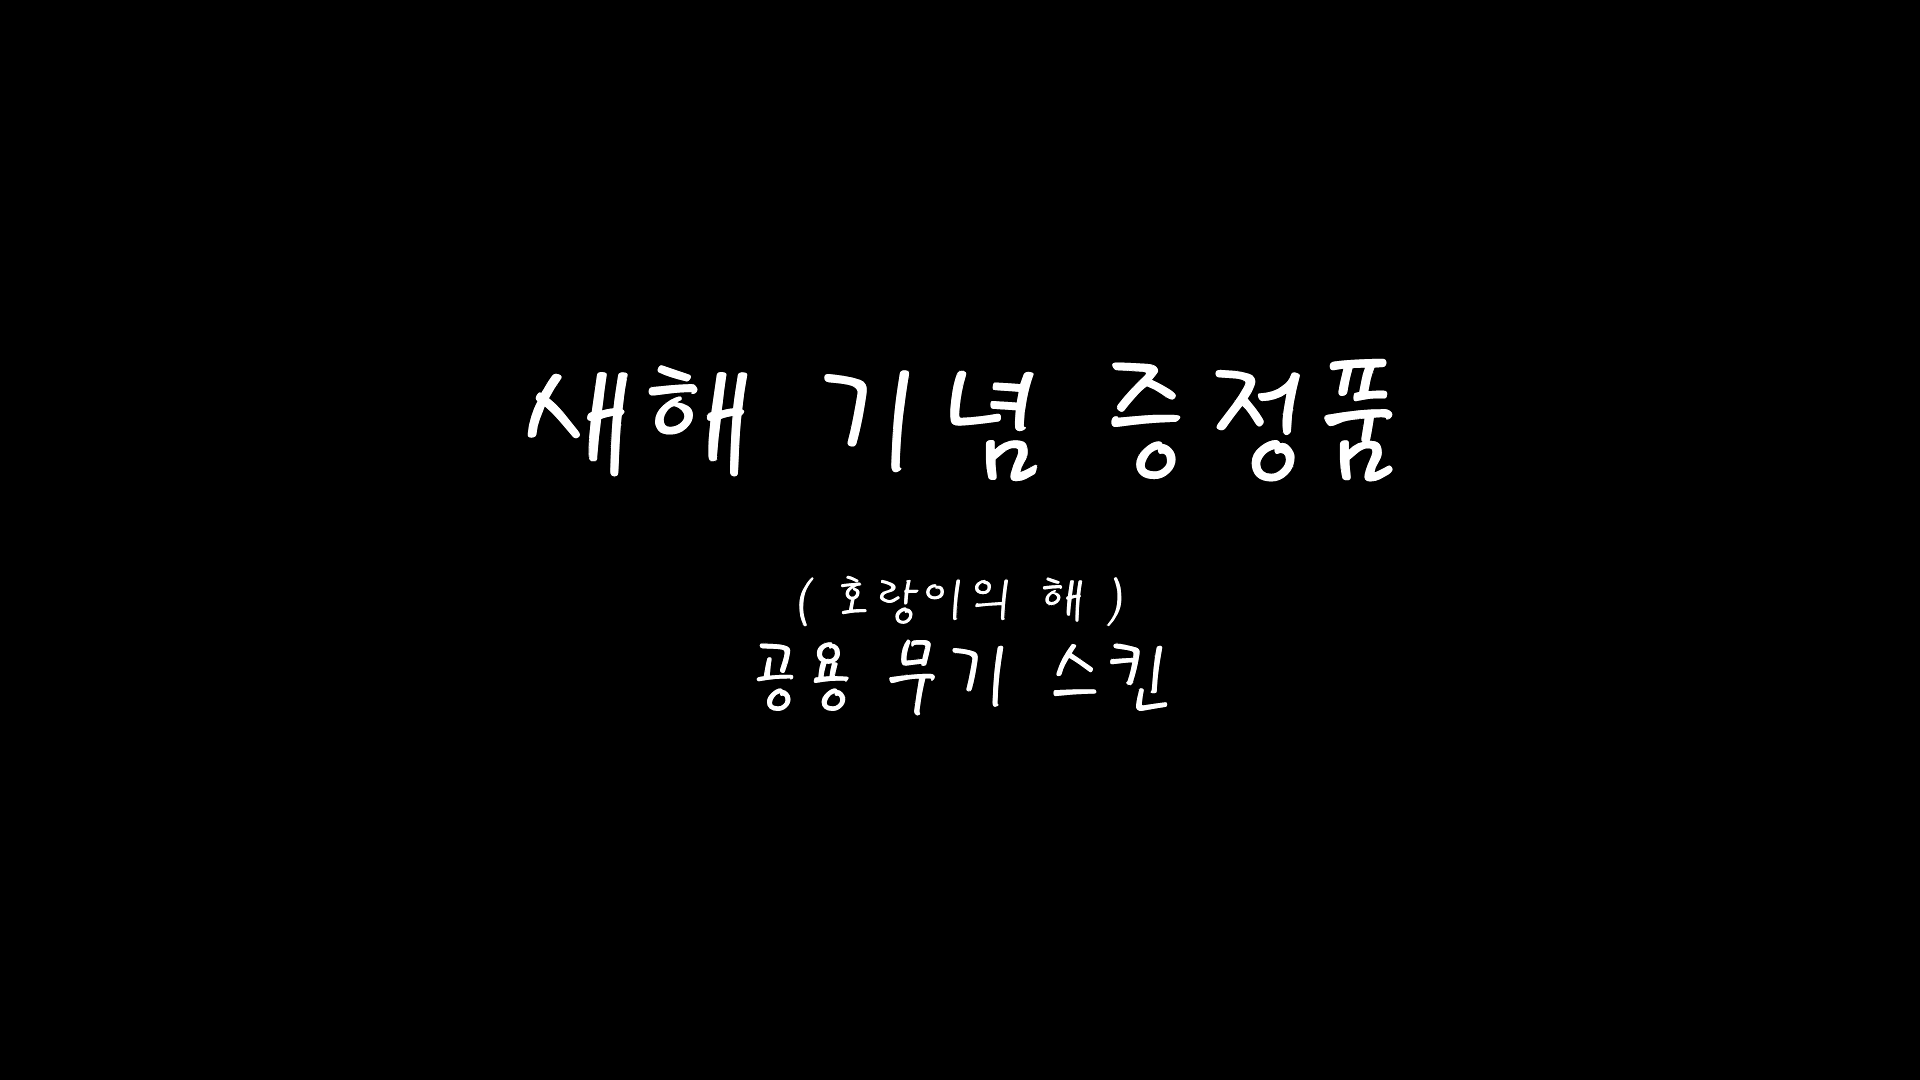 새해 기념 증정품
( 호랑이의 해 )
공용 무기 스킨